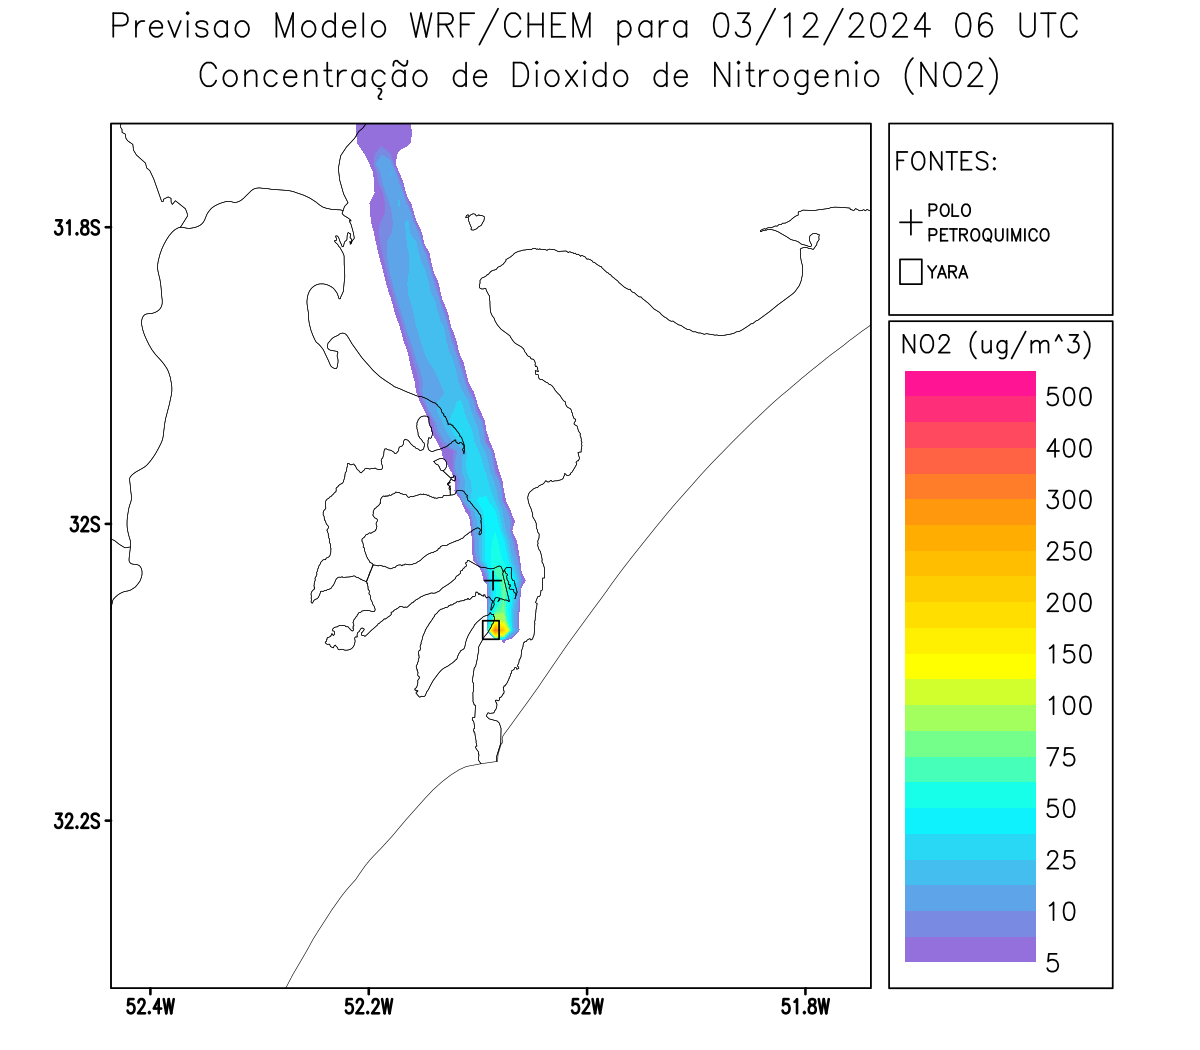 Previsao Modelo WRF/CHEM para 03/12/2024 06 UTC
Concentração de Dioxido de Nitrogenio (NO2)
FONTES:
POLO
PETROQUIMICO
YARA
NO2 (ug/m^3)
500
400
300
250
200
150
100
75
50
25
10
5
31.8S
32S
32.2S
52.4W
52.2W
52W
51.8W